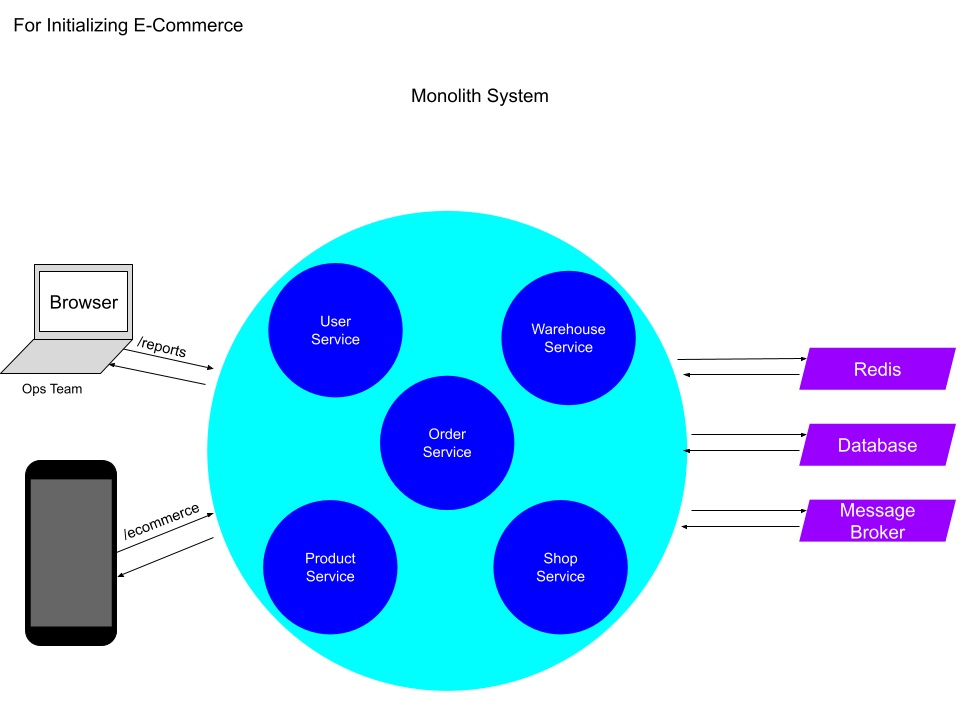 For Initializing E-Commerce
Monolith System
Browser
/reports
Ops Team
/ecommerce
User
Service
Warehouse
Service
Order
Service
Product
Service
Shop
Service
Redis
Database
Message
Broker